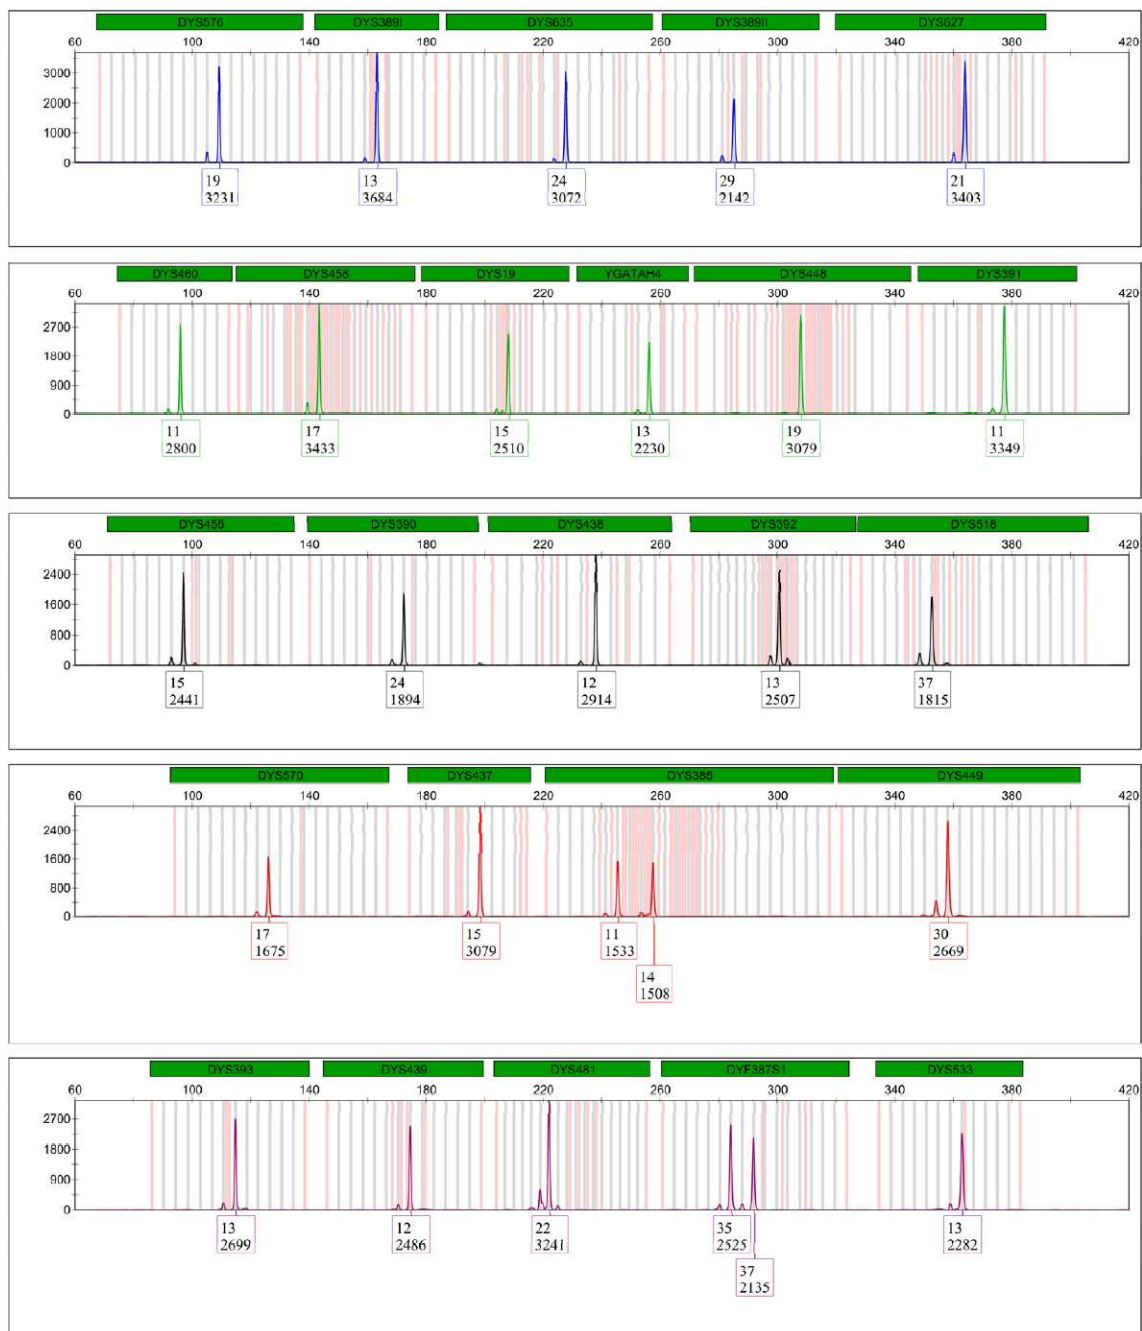 DYS576 DYS389I DYS635 DYS389II DYS627
60 100 140 180 220 260 300 340 380 420
3000
2000
1000
0
19 13 24 29 21
3231 3684 3072 2142 3403
DYS460 DYS458 DYS19 YGATAH4 DYS448 DYS391
60 100 140 180 220 260 300 340 380 420
2700
1800
900
0
11 17 15 13 19 11
2800 3433 2510 2230 3079 3349
DYS456 DYS390 DYS438 DYS392 DYS518
60 100 140 180 220 260 300 340 380 420
2400
1600
800
0
15 24 12 13 37
2441 1894 2914 2507 1815
DYS570 DYS437 DYS385 DYS449
60 100 140 180 220 260 300 340 380 420
2400
1600
800
0
17 15 11 30
1675 3079 1533 2669
14
1508
DYS393 DYS439 DYS481 DYF387S1 DYS533
60 100 140 180 220 260 300 340 380 420
2700
1800
900
0
13 12 22 35 13
2699 2486 3241 2525 2282
37
2135